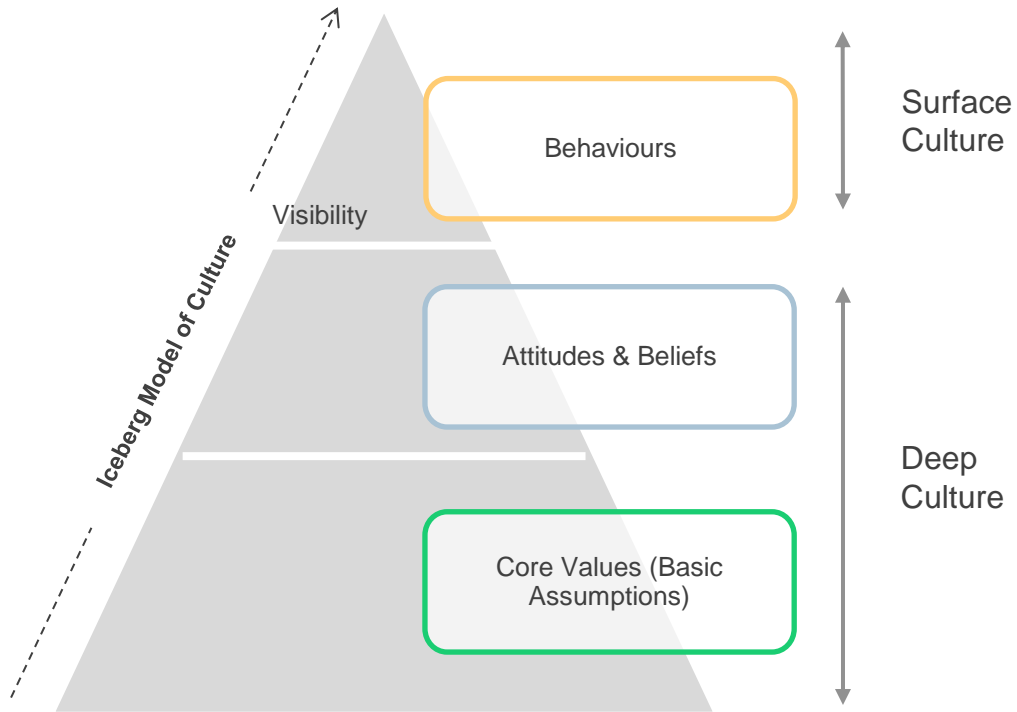 Surface
Culture
Behaviours
Visibility
Iceberg Model of Culture
Attitudes & Beliefs
Deep
Culture
Core Values (Basic
Assumptions)